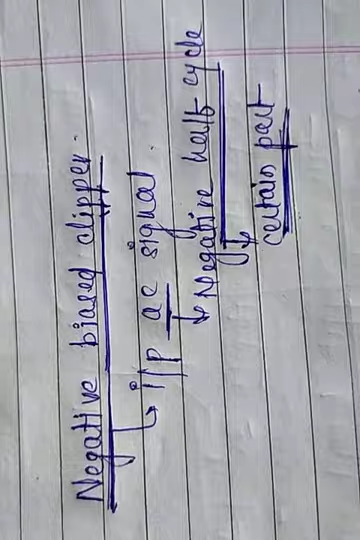 Negative biased clipper.
↳ i/p ac signal
↳ Negative half cycle
↳ certain part